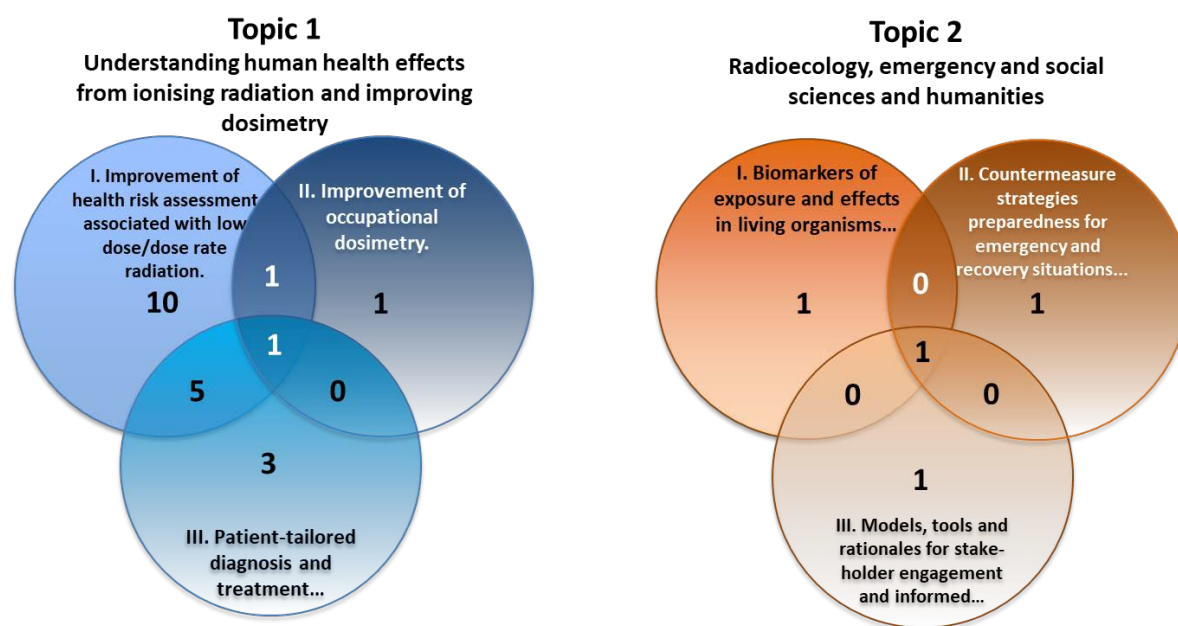 Topic 1
Understanding human health effects
from ionising radiation and improving
dosimetry
I. Improvement of
health risk assessment
associated with low
dose/dose rate
radiation.
10
1
II. Improvement of
occupational
dosimetry.
1
1
5
0
3
III. Patient-tailored
diagnosis and
treatment...
Topic 2
Radioecology, emergency and social
sciences and humanities
I. Biomarkers of
exposure and effects
in living organisms...
1
0
II. Countermeasure
strategies
preparedness for
emergency and
recovery situations...
1
1
0
0
1
III. Models, tools and
rationales for stake-
holder engagement
and informed...